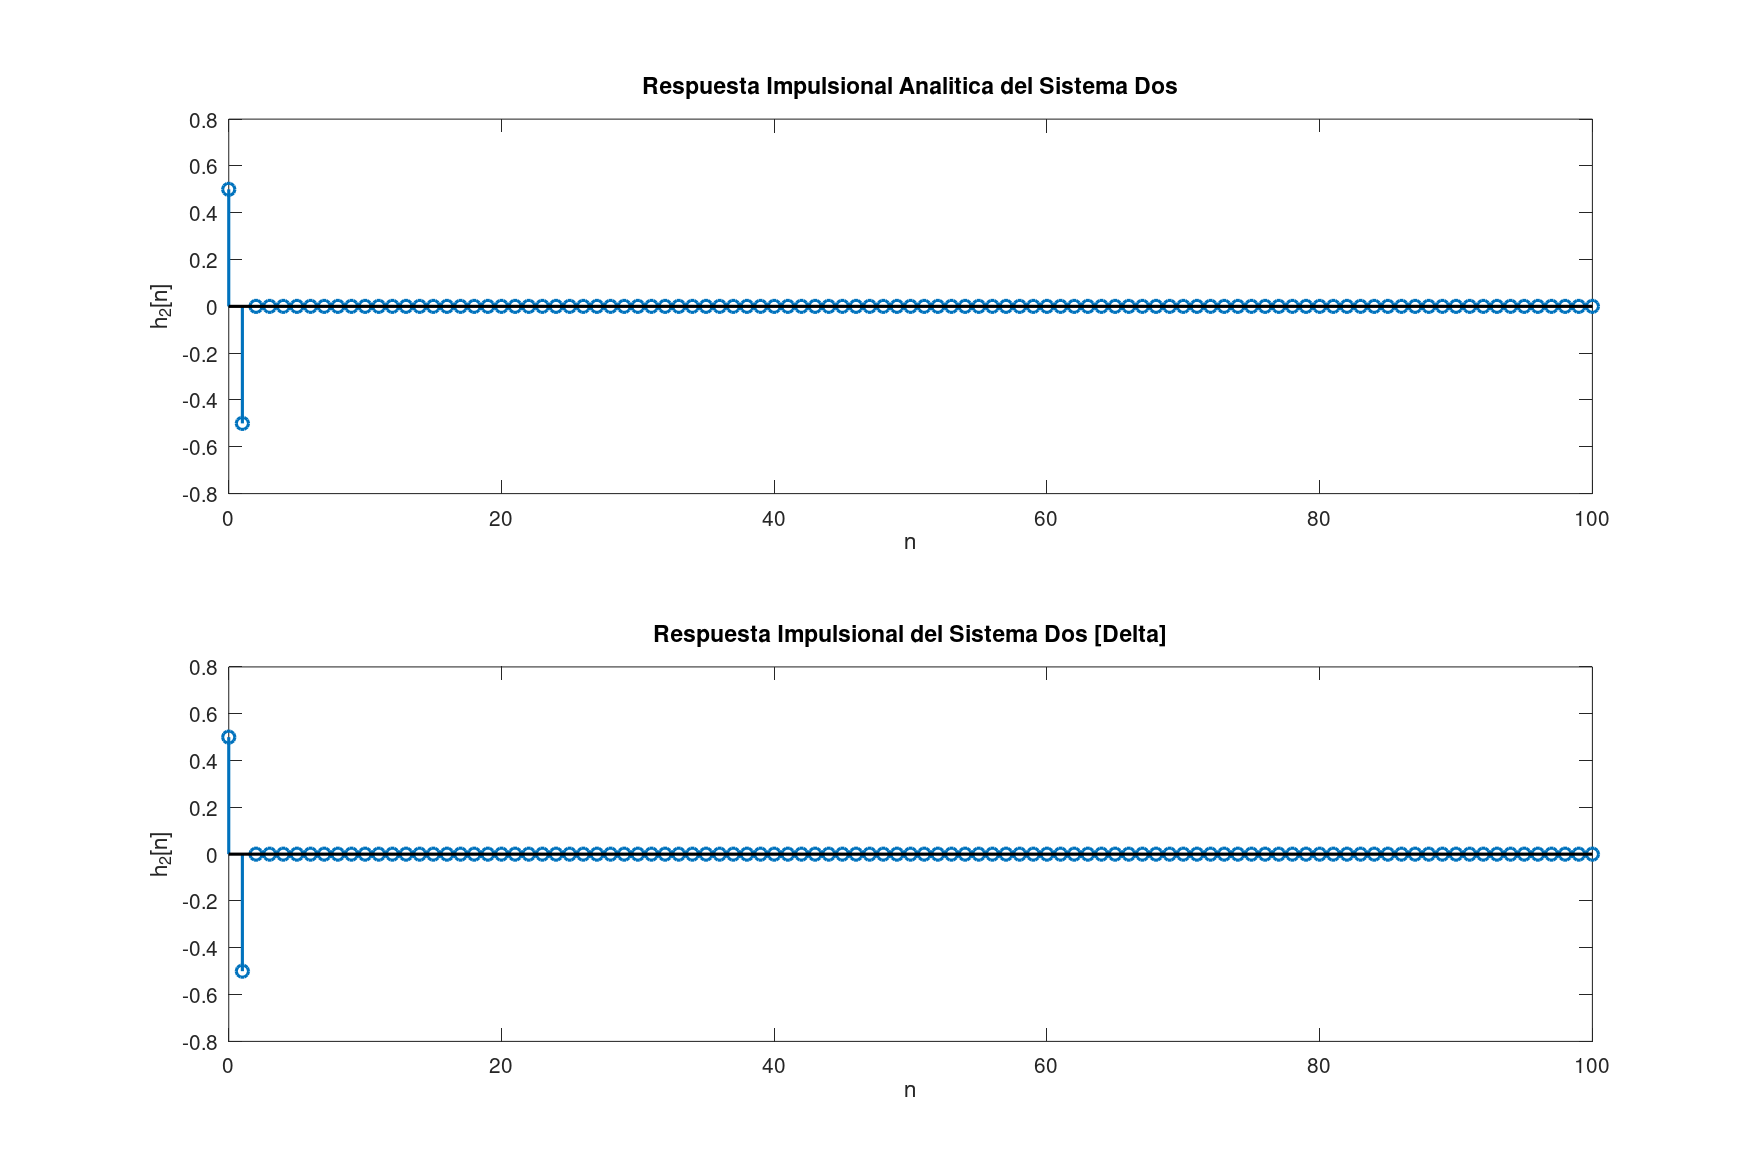 Respuesta Impulsional Analitica del Sistema Dos
0.8
0.6
0.4
0.2
0
-0.2
-0.4
-0.6
-0.8
h2[n]
0 20 40 60 80 100
n
Respuesta Impulsional del Sistema Dos [Delta]
0.8
0.6
0.4
0.2
0
-0.2
-0.4
-0.6
-0.8
h2[n]
0 20 40 60 80 100
n